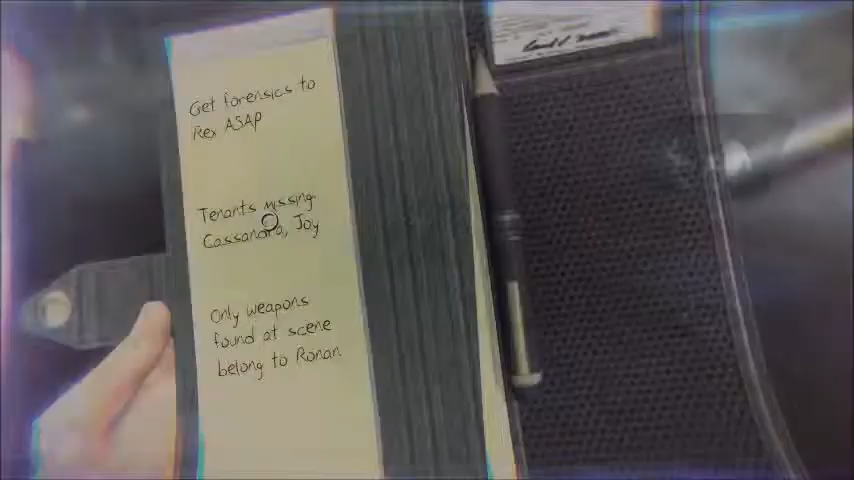 Get forensics to
Rex ASAP
Tenants missing
Cassandra, Joy
Only weapons
found at scene
belong to Ronan